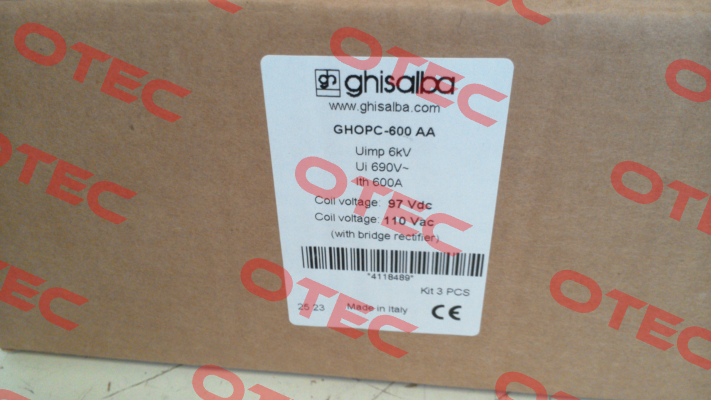 ghisalba
www.ghisalba.com
GHOPC-600 AA
Uimp 6kV
Ui 690V~
Ith 600A
Coil voltage: 97 Vdc
Coil voltage: 110 Vac
(with bridge rectifier)
*4118489*
Kit 3 PCS
25 23 Made in Italy CE
OTEC
OTEC
OTEC
OTEC
OTEC
OTEC
OTEC
OTEC
OTEC